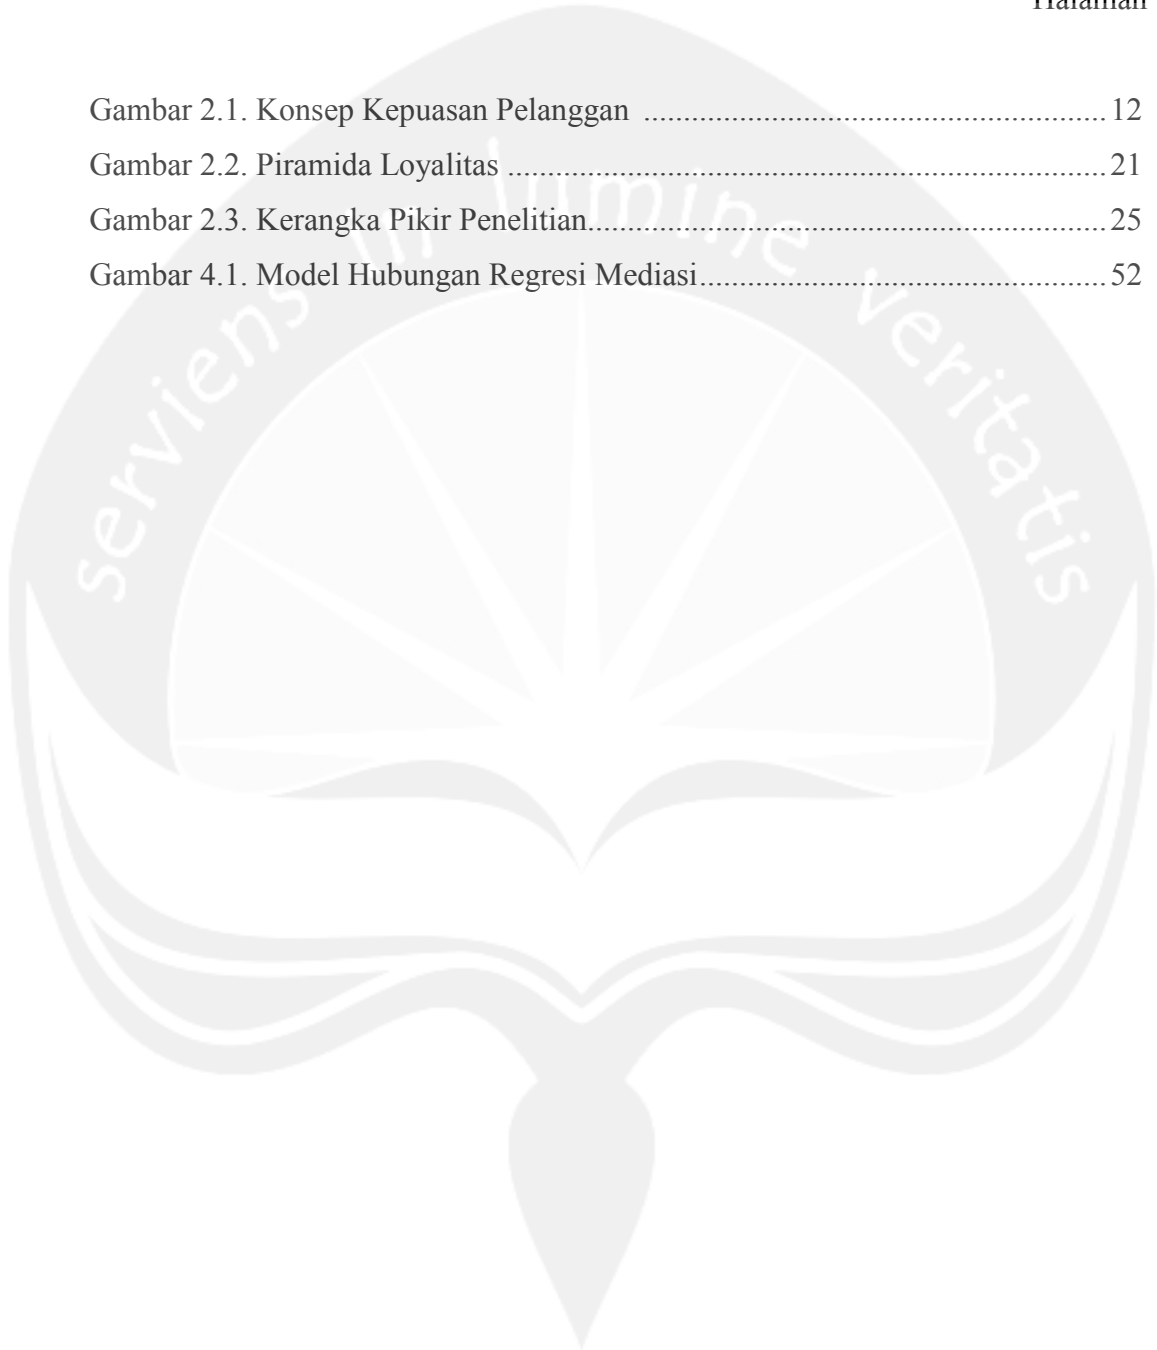 Halaman
Gambar 2.1. Konsep Kepuasan Pelanggan ..........................................................12
Gambar 2.2. Piramida Loyalitas ...........................................................................21
Gambar 2.3. Kerangka Pikir Penelitian.................................................................25
Gambar 4.1. Model Hubungan Regresi Mediasi...................................................52
serviens in lumine veritatis